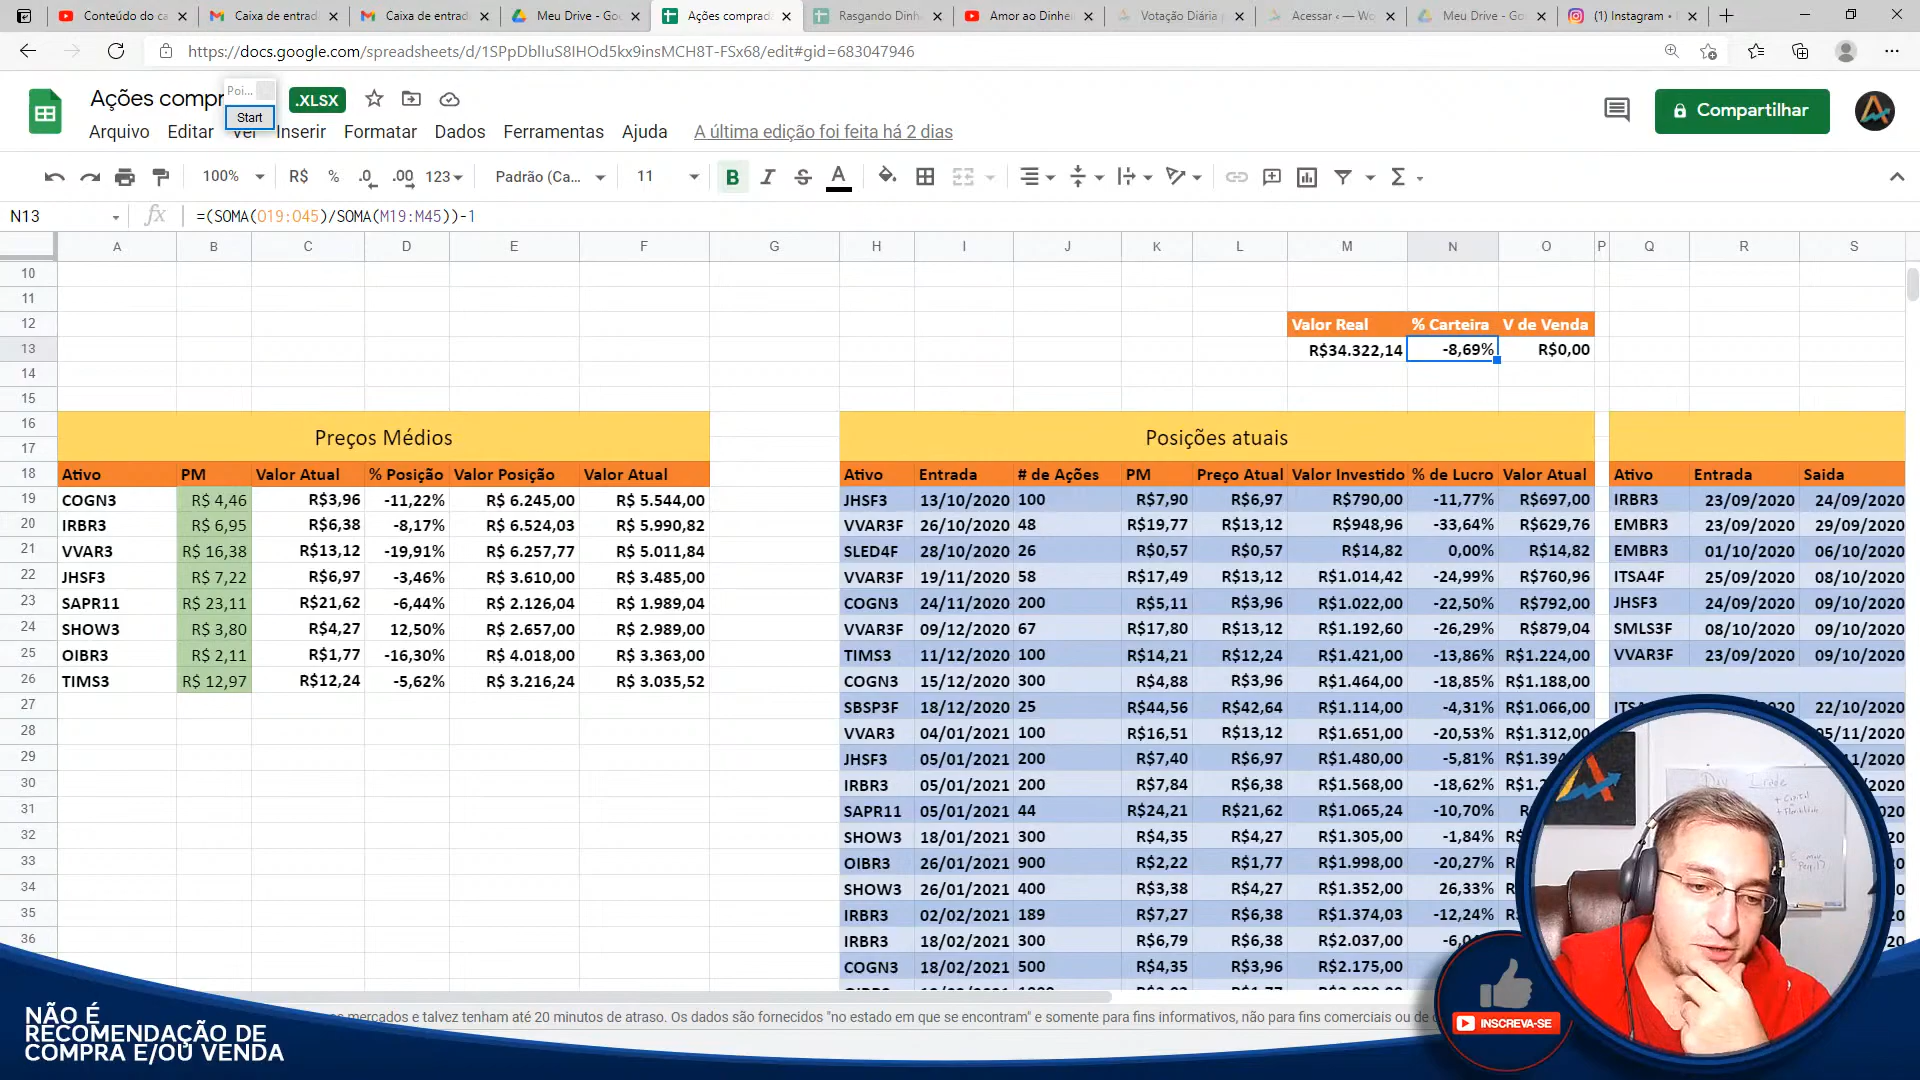 Conteúdo do ca
Caixa de entrad
Caixa de entrad
Meu Drive - Goo
Ações comprad
Rasgando Dinh
Amor ao Dinhei
Votação Diária
Acessar ‹ — Wo
Meu Drive - Goo
(1) Instagram •
https://docs.google.com/spreadsheets/d/1SPpDblIuS8IHOd5kx9insMCH8T-FSx68/edit#gid=683047946
Ações compr
Poi...
.XLSX
Start
Compartilhar
Arquivo Editar Ver Inserir Formatar Dados Ferramentas Ajuda A última edição foi feita há 2 dias
100% R$ % .0 .00 123 Padrão (Ca... 11 B I S A Σ
N13 fx =(SOMA(O19:O45)/SOMA(M19:M45))-1
A B C D E F G H I J K L M N O P Q R S
10
11
12 Valor Real % Carteira V de Venda
13 R$34.322,14 -8,69% R$0,00
14
15
16
Preços Médios Posições atuais
17
18 Ativo PM Valor Atual % Posição Valor Posição Valor Atual Ativo Entrada # de Ações PM Preço Atual Valor Investido % de Lucro Valor Atual Ativo Entrada Saida
19 COGN3 R$ 4,46 R$3,96 -11,22% R$ 6.245,00 R$ 5.544,00 JHSF3 13/10/2020 100 R$7,90 R$6,97 R$790,00 -11,77% R$697,00 IRBR3 23/09/2020 24/09/2020
20 IRBR3 R$ 6,95 R$6,38 -8,17% R$ 6.524,03 R$ 5.990,82 VVAR3F 26/10/2020 48 R$19,77 R$13,12 R$948,96 -33,64% R$629,76 EMBR3 23/09/2020 29/09/2020
21 VVAR3 R$ 16,38 R$13,12 -19,91% R$ 6.257,77 R$ 5.011,84 SLED4F 28/10/2020 26 R$0,57 R$0,57 R$14,82 0,00% R$14,82 EMBR3 01/10/2020 06/10/2020
22 JHSF3 R$ 7,22 R$6,97 -3,46% R$ 3.610,00 R$ 3.485,00 VVAR3F 19/11/2020 58 R$17,49 R$13,12 R$1.014,42 -24,99% R$760,96 ITSA4F 25/09/2020 08/10/2020
23 SAPR11 R$ 23,11 R$21,62 -6,44% R$ 2.126,04 R$ 1.989,04 COGN3 24/11/2020 200 R$5,11 R$3,96 R$1.022,00 -22,50% R$792,00 JHSF3 24/09/2020 09/10/2020
24 SHOW3 R$ 3,80 R$4,27 12,50% R$ 2.657,00 R$ 2.989,00 VVAR3F 09/12/2020 67 R$17,80 R$13,12 R$1.192,60 -26,29% R$879,04 SMLS3F 08/10/2020 09/10/2020
25 OIBR3 R$ 2,11 R$1,77 -16,30% R$ 4.018,00 R$ 3.363,00 TIMS3 11/12/2020 100 R$14,21 R$12,24 R$1.421,00 -13,86% R$1.224,00 VVAR3F 23/09/2020 09/10/2020
26 TIMS3 R$ 12,97 R$12,24 -5,62% R$ 3.216,24 R$ 3.035,52 COGN3 15/12/2020 300 R$4,88 R$3,96 R$1.464,00 -18,85% R$1.188,00
27 SBSP3F 18/12/2020 25 R$44,56 R$42,64 R$1.114,00 -4,31% R$1.066,00 22/10/2020
28 VVAR3 04/01/2021 100 R$16,51 R$13,12 R$1.651,00 -20,53% R$1.312,00 05/11/2020
29 JHSF3 05/01/2021 200 R$7,40 R$6,97 R$1.480,00 -5,81% R$1.394
30 IRBR3 05/01/2021 200 R$7,84 R$6,38 R$1.568,00 -18,62%
31 SAPR11 05/01/2021 44 R$24,21 R$21,62 R$1.065,24 -10,70%
32 SHOW3 18/01/2021 300 R$4,35 R$4,27 R$1.305,00 -1,84%
33 OIBR3 26/01/2021 900 R$2,22 R$1,77 R$1.998,00 -20,27%
34 SHOW3 26/01/2021 400 R$3,38 R$4,27 R$1.352,00 26,33%
35 IRBR3 02/02/2021 189 R$7,27 R$6,38 R$1.374,03 -12,24%
36 IRBR3 18/02/2021 300 R$6,79 R$6,38 R$2.037,00
COGN3 18/02/2021 500 R$4,35 R$3,96 R$2.175,00
Day Trade
os mercados e talvez tenham até 20 minutos de atraso. Os dados são fornecidos "no estado em que se encontram" e somente para fins informativos, não para fins comerciais ou de
INSCREVA-SE
NÃO É
RECOMENDAÇÃO DE
COMPRA E/OU VENDA